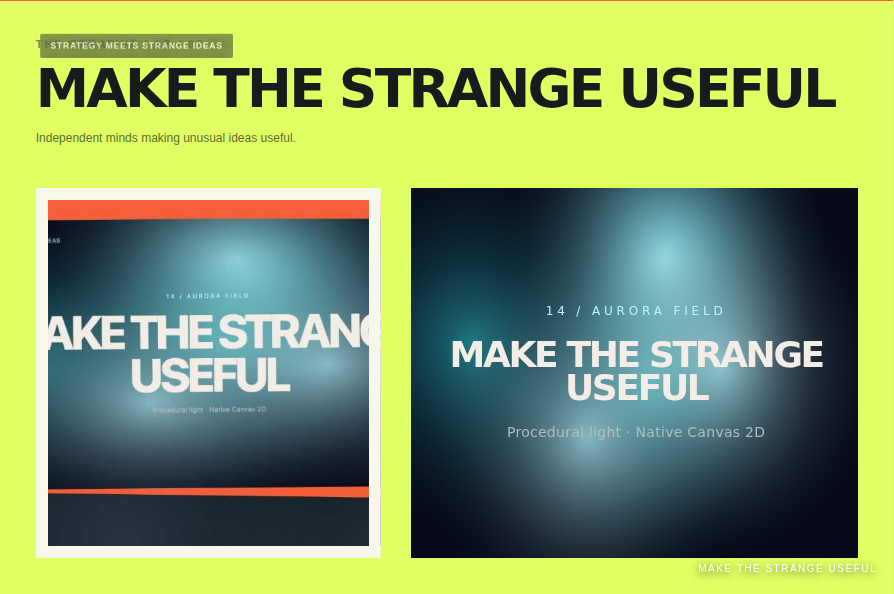 STRATEGY MEETS STRANGE IDEAS
MAKE THE STRANGE USEFUL
Independent minds making unusual ideas useful.
EAS
14 / AURORA FIELD
AKE THE STRANG
USEFUL
Procedural light · Native Canvas 2D
14 / AURORA FIELD
MAKE THE STRANGE
USEFUL
Procedural light · Native Canvas 2D
MAKE THE STRANGE USEFUL